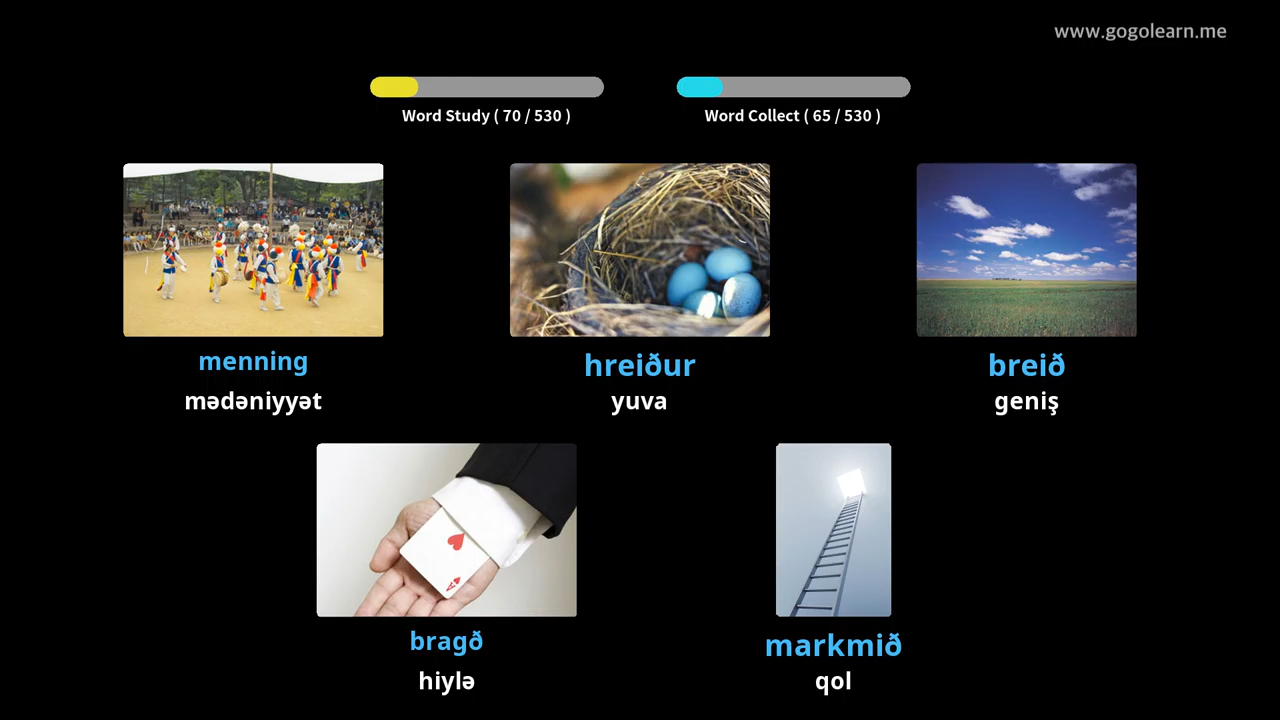 www.gogolearn.me
Word Study ( 70 / 530 )
Word Collect ( 65 / 530 )
menning
mədəniyyət
hreiður
yuva
breið
geniş
bragð
hiylə
markmið
qol